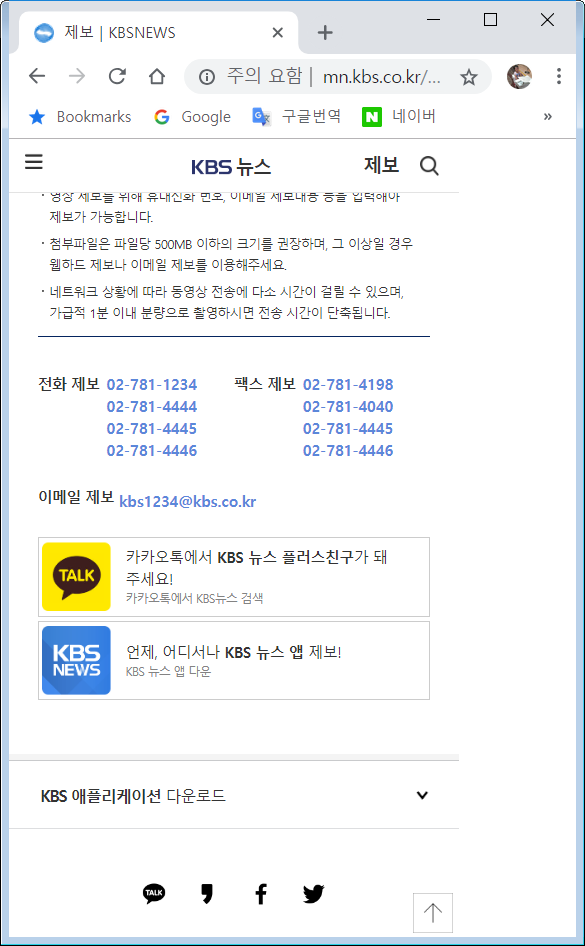 제보 | KBSNEWS
주의 요함 | mn.kbs.co.kr/...
Bookmarks Google 구글번역 네이버 »
KBS 뉴스 제보
· 영상 제보를 위해 휴대전화 번호, 이메일 제보내용 등을 입력해야
제보가 가능합니다.
· 첨부파일은 파일당 500MB 이하의 크기를 권장하며, 그 이상일 경우
웹하드 제보나 이메일 제보를 이용해주세요.
· 네트워크 상황에 따라 동영상 전송에 다소 시간이 걸릴 수 있으며,
가급적 1분 이내 분량으로 촬영하시면 전송 시간이 단축됩니다.
전화 제보 02-781-1234 팩스 제보 02-781-4198
02-781-4444 02-781-4040
02-781-4445 02-781-4445
02-781-4446 02-781-4446
이메일 제보 kbs1234@kbs.co.kr
TALK
카카오톡에서 KBS 뉴스 플러스친구가 돼
주세요!
카카오톡에서 KBS뉴스 검색
KBS
NEWS
언제, 어디서나 KBS 뉴스 앱 제보!
KBS 뉴스 앱 다운
KBS 애플리케이션 다운로드
TALK